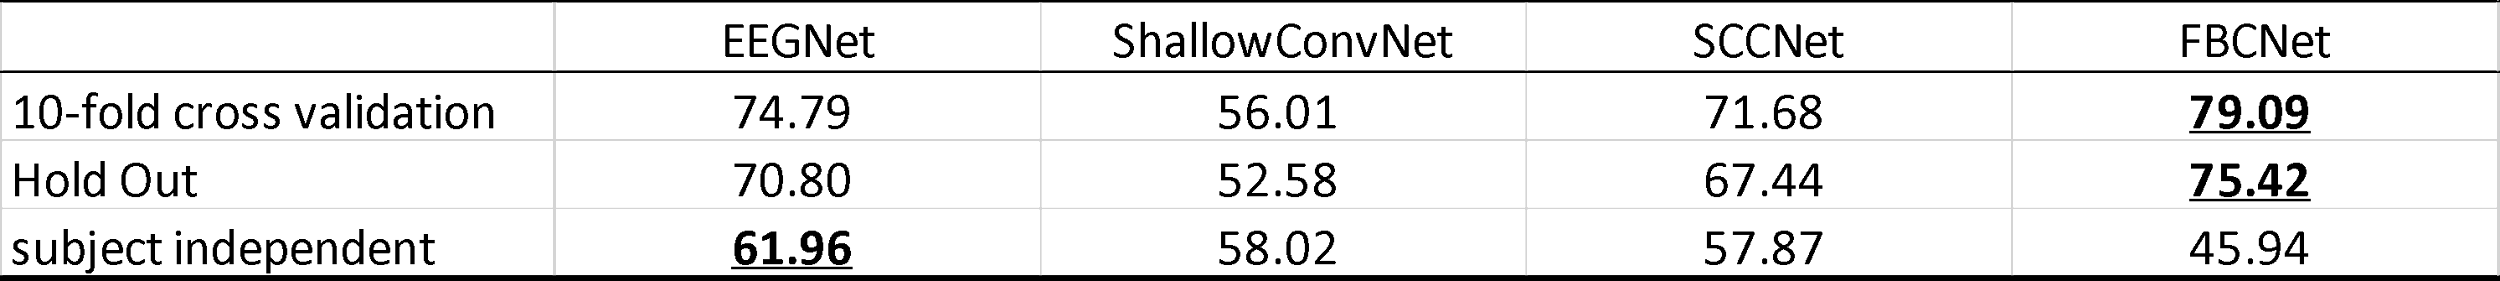 EEGNet ShallowConvNet SCCNet FBCNet
10-fold cross validation 74.79 56.01 71.68 79.09
Hold Out 70.80 52.58 67.44 75.42
subject independent 61.96 58.02 57.87 45.94